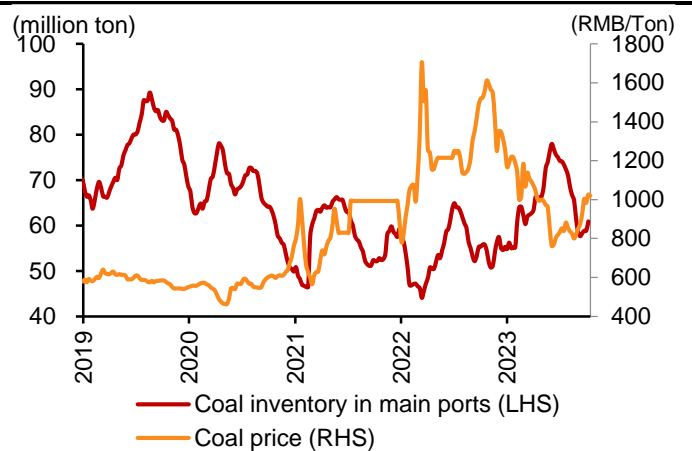 (million ton) (RMB/Ton)
100 1800
90 1600
80 1400
70 1200
60 1000
50 800
40 600
400
2019 2020 2021 2022 2023
Coal inventory in main ports (LHS)
Coal price (RHS)